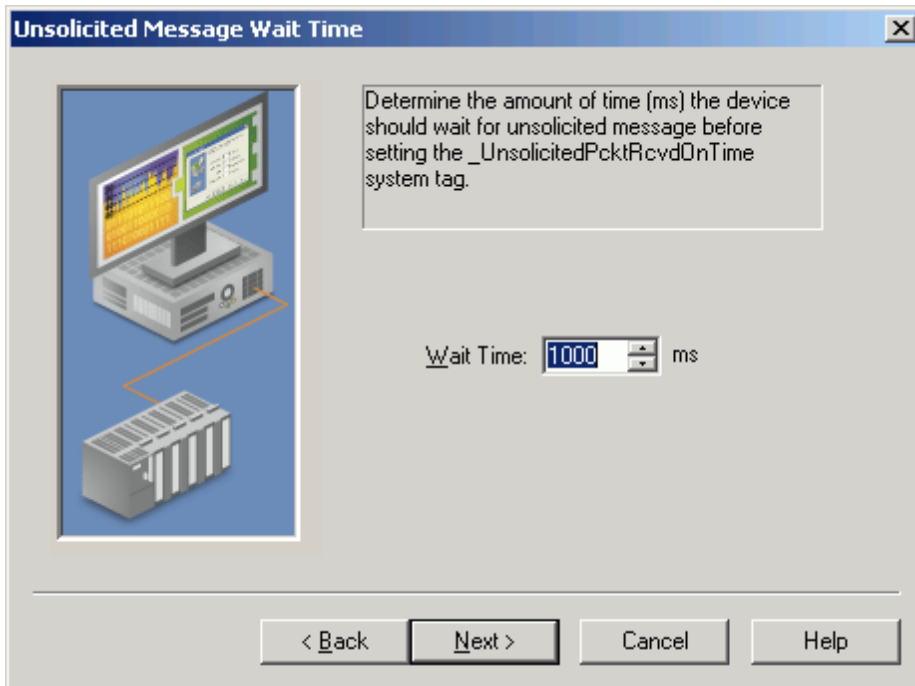 Unsolicited Message Wait Time
Determine the amount of time (ms) the device
should wait for unsolicited message before
setting the _UnsolicitedPcktRcvdOnTime
system tag.
Wait Time: 1000 ms
< Back Next > Cancel Help